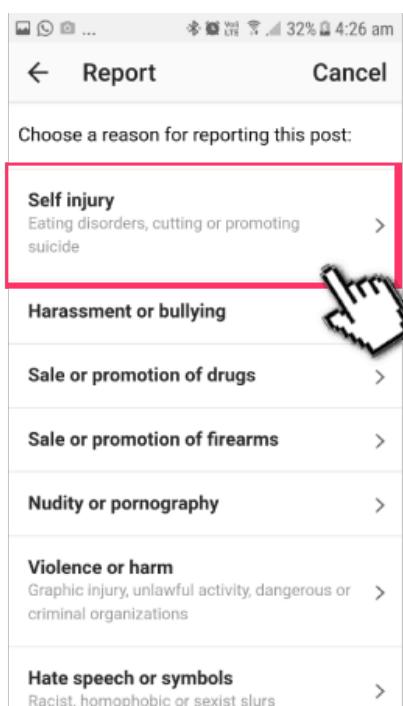 ... VoD LTE 32% 4:26 am
Report Cancel
Choose a reason for reporting this post:
Self injury
Eating disorders, cutting or promoting
suicide
Harassment or bullying
Sale or promotion of drugs
Sale or promotion of firearms
Nudity or pornography
Violence or harm
Graphic injury, unlawful activity, dangerous or
criminal organizations
Hate speech or symbols
Racist, homophobic or sexist slurs